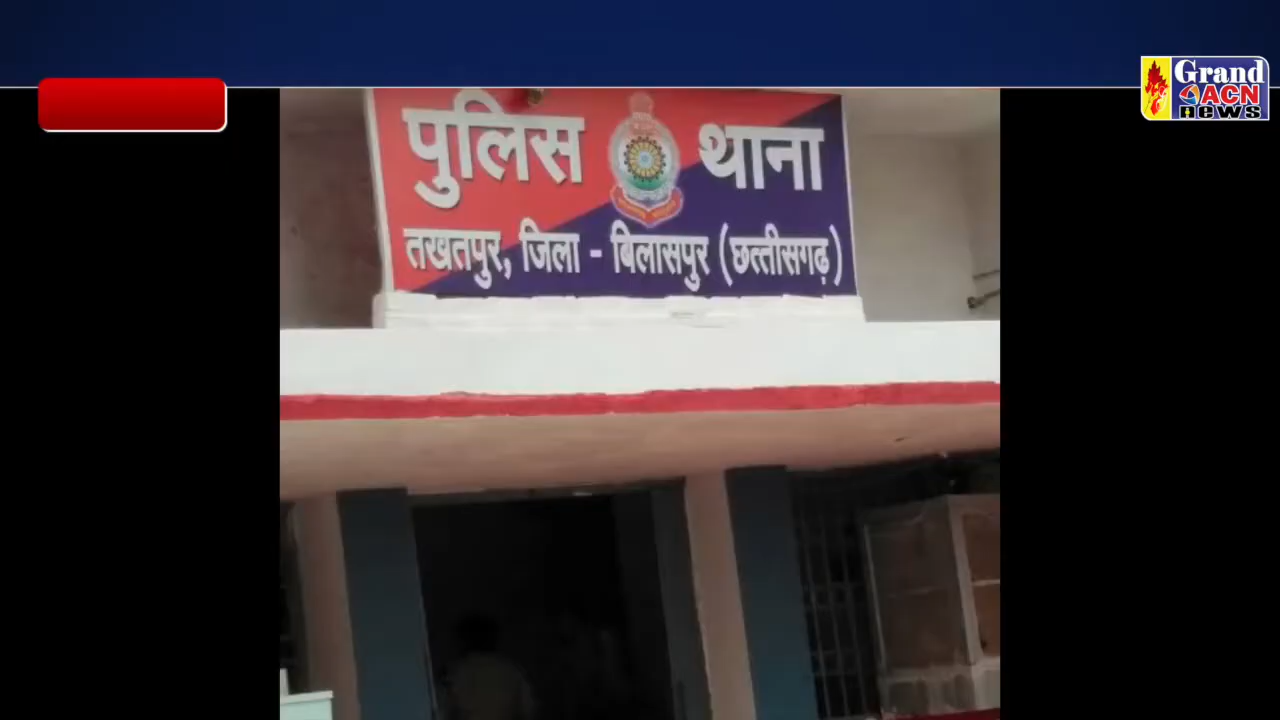 पुलिस थाना
तखतपुर, जिला - बिलासपुर (छत्तीसगढ़)
Grand
ACN
news